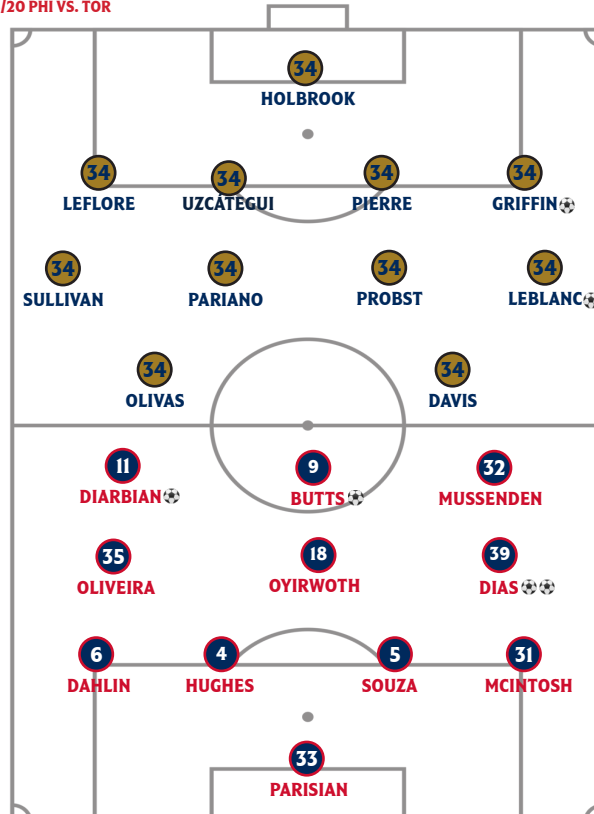 /20 PHI VS. TOR
34
HOLBROOK
34 34 34 34
LEFLORE UZCÁTEGUI PIERRE GRIFFIN
34 34 34 34
SULLIVAN PARIANO PROBST LEBLANC
34 34
OLIVAS DAVIS
11 9 32
DIARBIAN BUTTS MUSSENDEN
35 18 39
OLIVEIRA OYIRWOTH DIAS
6 4 5 31
DAHLIN HUGHES SOUZA MCINTOSH
33
PARISIAN